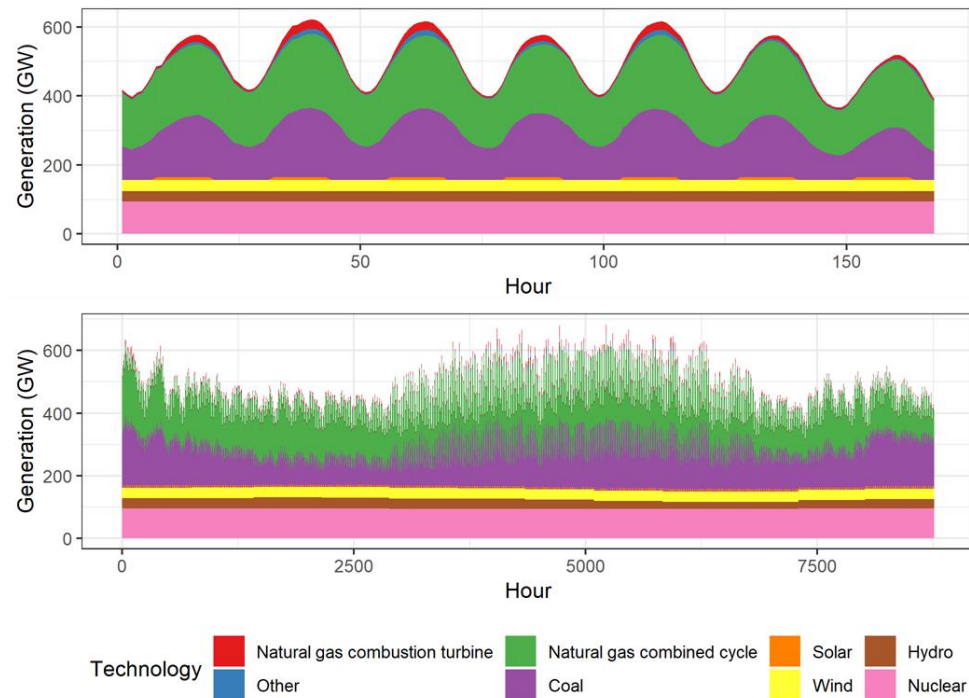 Generation (GW)
600
400
200
0
0 50 100 150
Hour
Generation (GW)
600
400
200
0
0 2500 5000 7500
Hour
Technology
Natural gas combustion turbine Natural gas combined cycle Solar Hydro
Other Coal Wind Nuclear